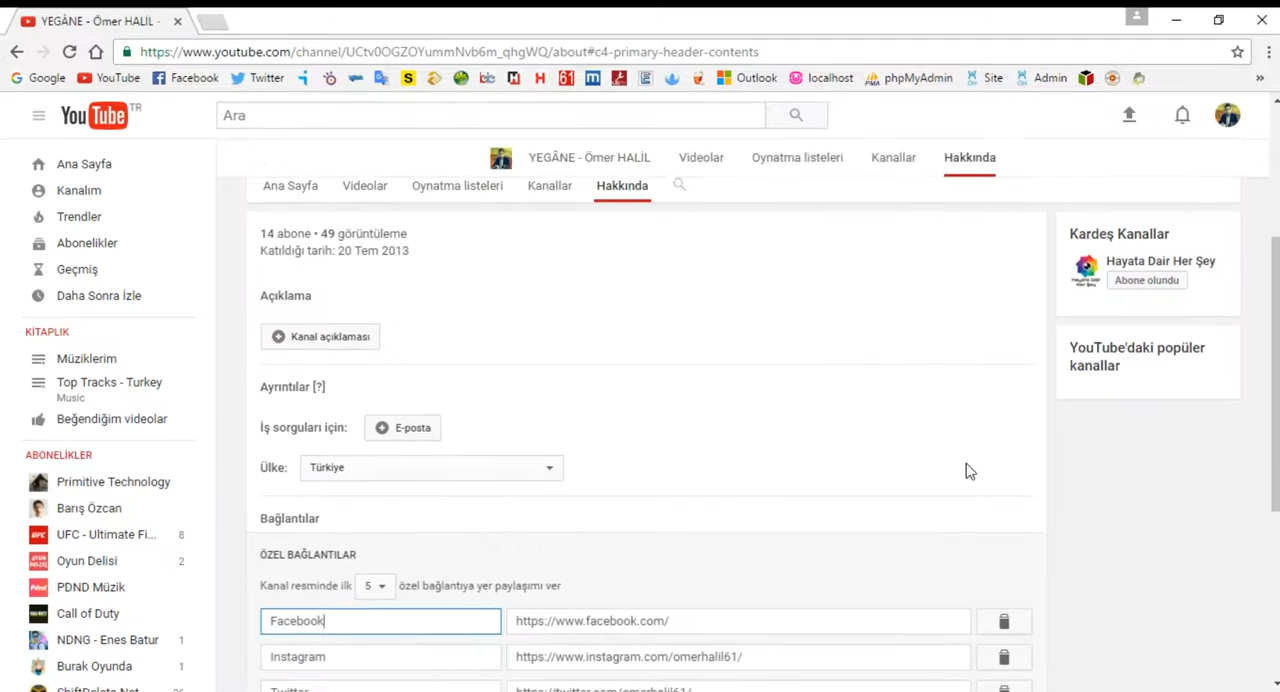 YEGÂNE - Ömer HALİL -
https://www.youtube.com/channel/UCtv0OGZOYummNvb6m_qhgWQ/about#c4-primary-header-contents
Google YouTube Facebook Twitter Outlook localhost phpMyAdmin Site Admin »
YouTube TR
Ara
YEGÂNE - Ömer HALİL Videolar Oynatma listeleri Kanallar Hakkında
Ana Sayfa Videolar Oynatma listeleri Kanallar Hakkında
Ana Sayfa
Kanalım
Trendler
Abonelikler
Geçmiş
Daha Sonra İzle
KİTAPLIK
Müziklerim
Top Tracks - Turkey
Music
Beğendiğim videolar
ABONELİKLER
Primitive Technology
Barış Özcan
UFC - Ultimate Fi... 8
Oyun Delisi 2
PDND Müzik
Call of Duty
NDNG - Enes Batur 1
Burak Oyunda 1
ShiftDelete.Net
14 abone • 49 görüntüleme
Katıldığı tarih: 20 Tem 2013
Açıklama
Kanal açıklaması
Ayrıntılar [?]
İş sorguları için: E-posta
Ülke: Türkiye
Bağlantılar
ÖZEL BAĞLANTILAR
Kanal resminde ilk 5 özel bağlantıya yer paylaşımı ver
Facebook https://www.facebook.com/
Instagram https://www.instagram.com/omerhalil61/
Twitter https://twitter.com/omerhalil61/
Kardeş Kanallar
Hayata Dair Her Şey
Abone olundu
YouTube'daki popüler
kanallar